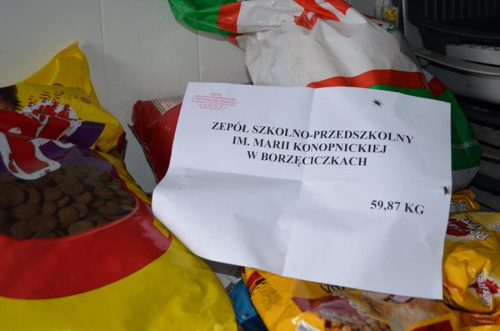 ZEPÓŁ SZKOLNO-PRZEDSZKOLNY
IM. MARII KONOPNICKIEJ
W BORZĘCICZKACH
59,87 KG